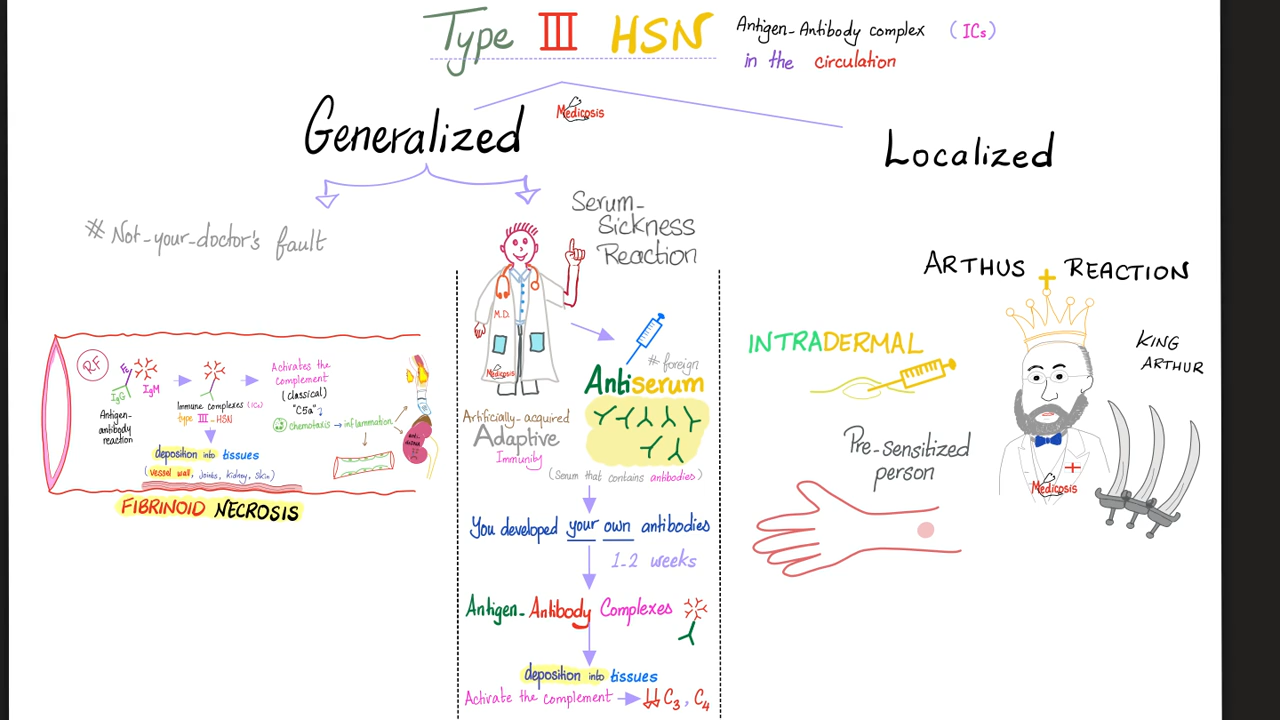 Type III HSN
Antigen-Antibody complex (ICs)
in the circulation
Medicosis
Generalized
Localized
# Not-your-doctor's fault
RF
IgG
IgM
Antigen-
antibody
reaction
Immune complexes (ICs)
type III-HSN
Activates the
complement
(classical)
"C5a"
chemotaxis → inflammation
deposition into tissues
(vessel wall, joints, kidney, skin)
FIBRINOID NECROSIS
Serum-
Sickness
Reaction
M.D.
Medicosis
# foreign
Antiserum
Artificially-acquired
Adaptive
Immunity
(Serum that contains antibodies)
You developed your own antibodies
1-2 weeks
Antigen-Antibody Complexes
deposition into tissues
Activate the complement → ↓↓ C3, C4
ARTHUS REACTION
INTRADERMAL
KING
ARTHUR
Pre-sensitized
person
Medicosis